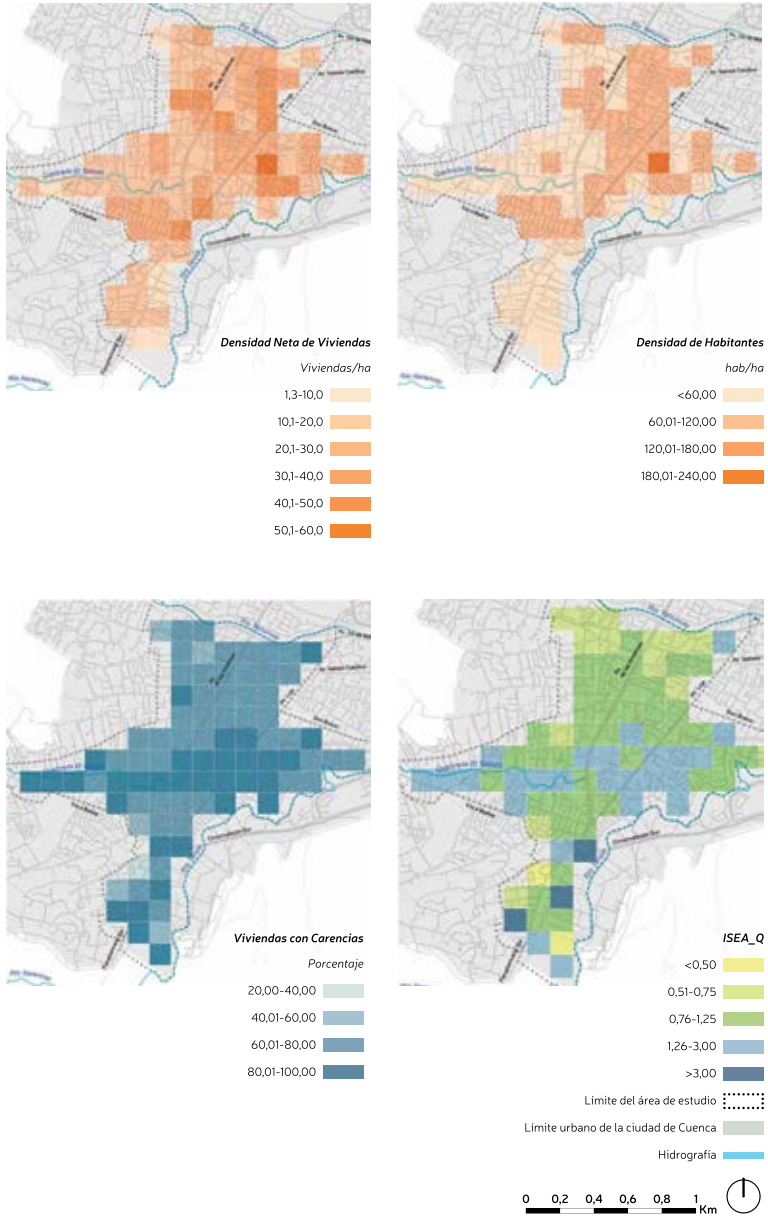 Densidad Neta de Viviendas
Viviendas/ha
1,3-10,0
10,1-20,0
20,1-30,0
30,1-40,0
40,1-50,0
50,1-60,0
Densidad de Habitantes
hab/ha
<60,00
60,01-120,00
120,01-180,00
180,01-240,00
Viviendas con Carencias
Porcentaje
20,00-40,00
40,01-60,00
60,01-80,00
80,01-100,00
ISEA_Q
<0,50
0,51-0,75
0,76-1,25
1,26-3,00
>3,00
Límite del área de estudio
Límite urbano de la ciudad de Cuenca
Hidrografía
0 0,2 0,4 0,6 0,8 1
Km